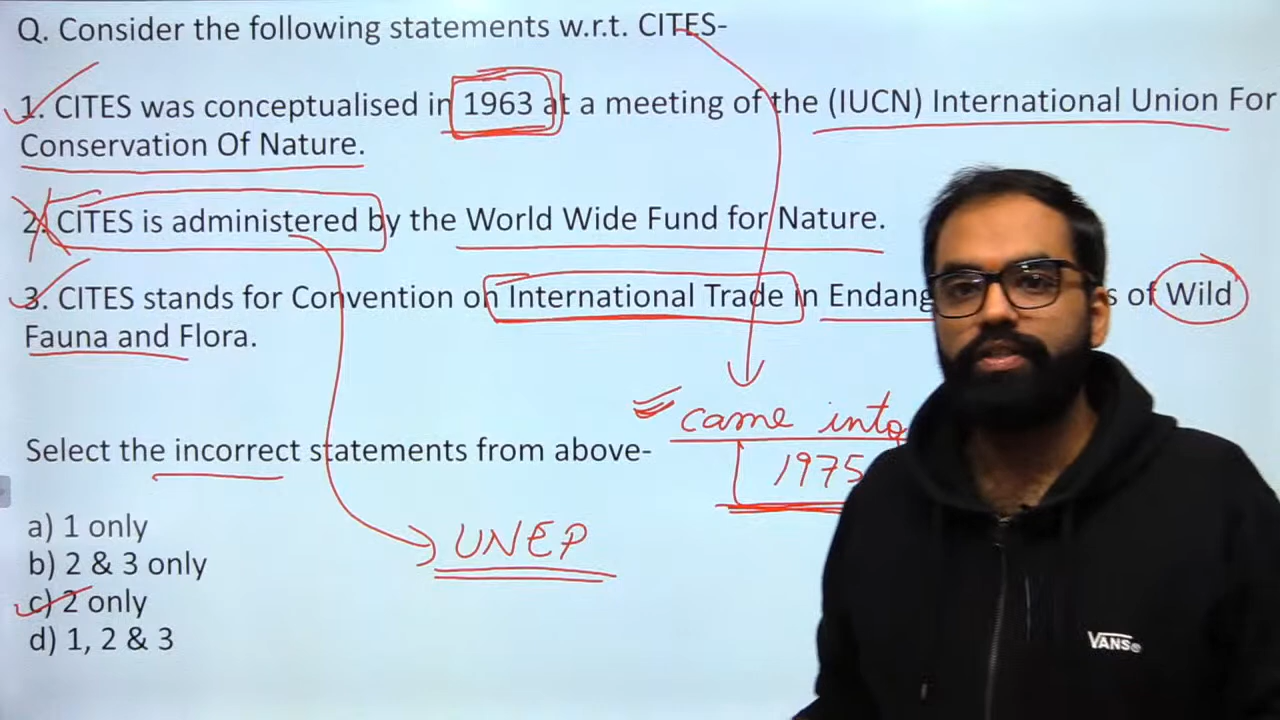 Q. Consider the following statements w.r.t. CITES-
1. CITES was conceptualised in 1963 at a meeting of the (IUCN) International Union For
Conservation Of Nature.
2. CITES is administered by the World Wide Fund for Nature.
3. CITES stands for Convention on International Trade in Endang s of Wild
Fauna and Flora.
came into
1975
Select the incorrect statements from above-
a) 1 only
UNEP
b) 2 & 3 only
c) 2 only
d) 1, 2 & 3
VANS